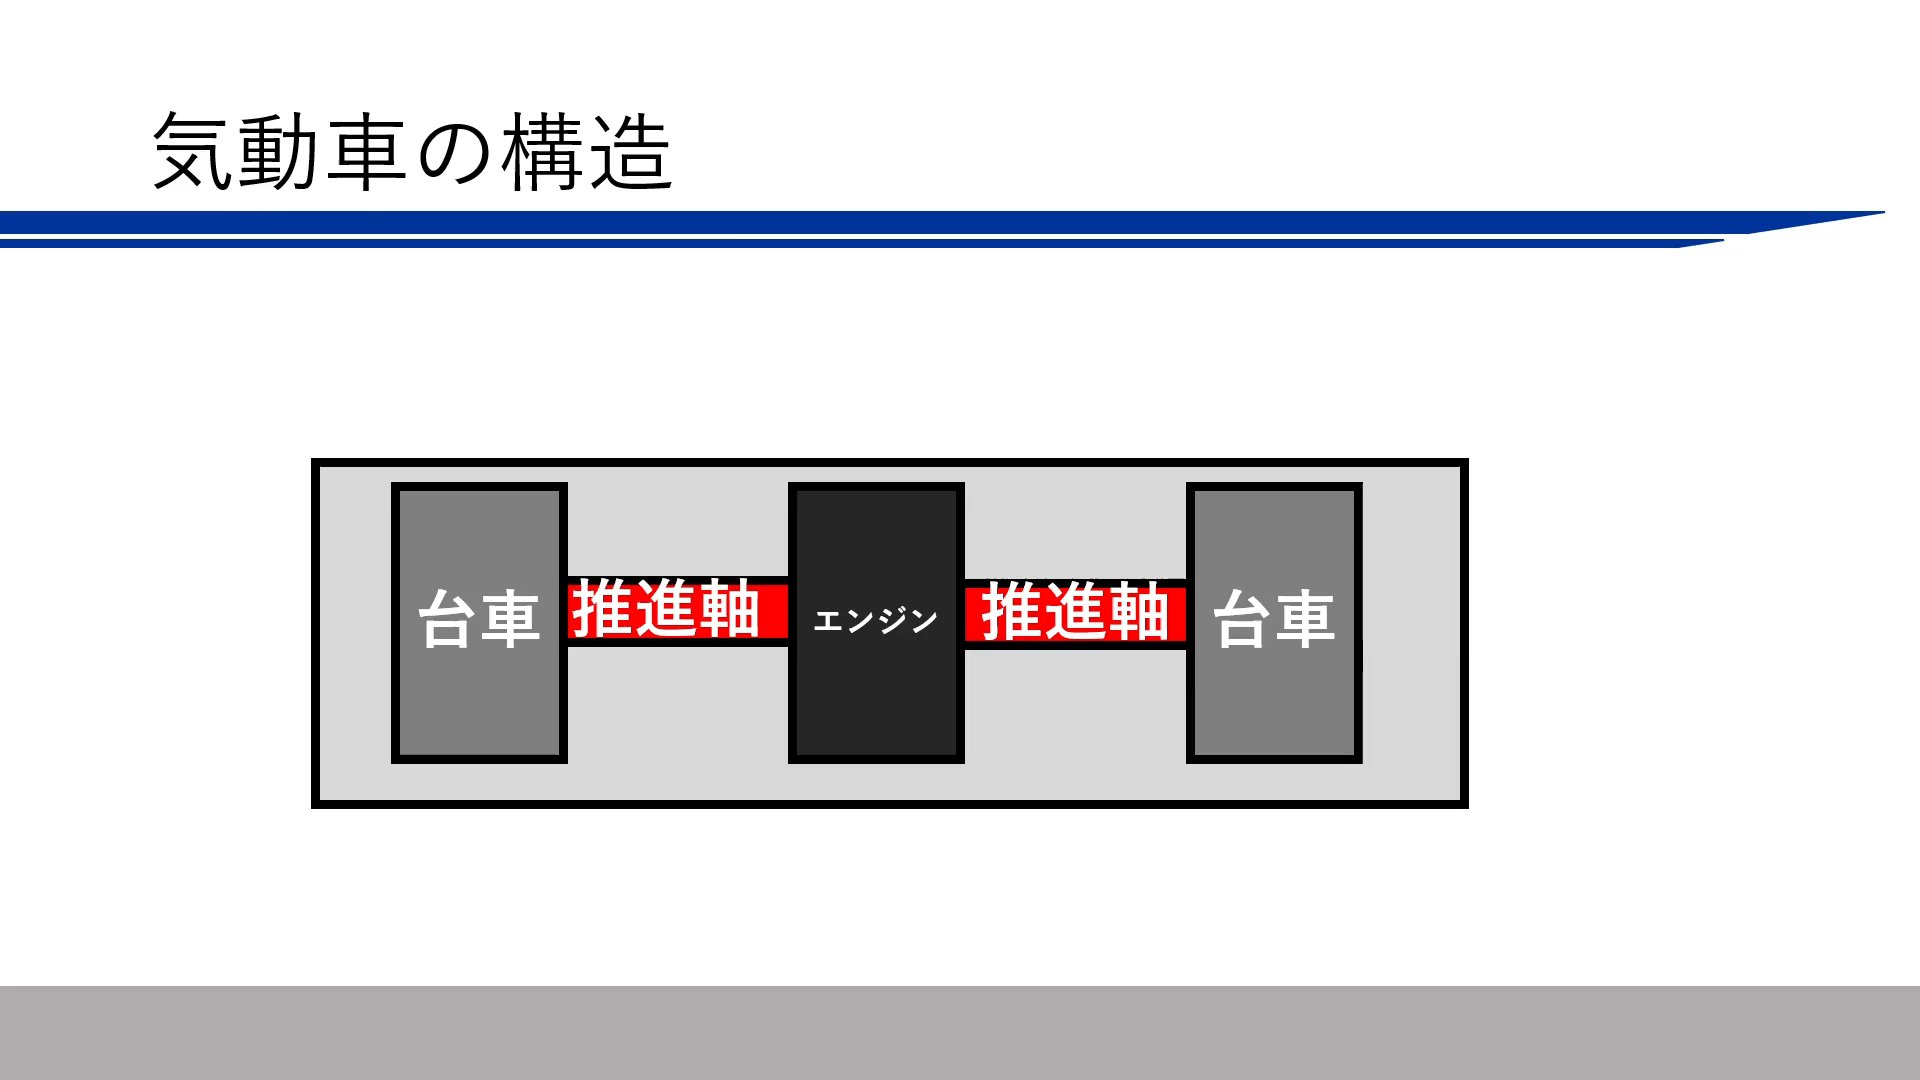 気動車の構造
台車
推進軸
エンジン
推進軸
台車